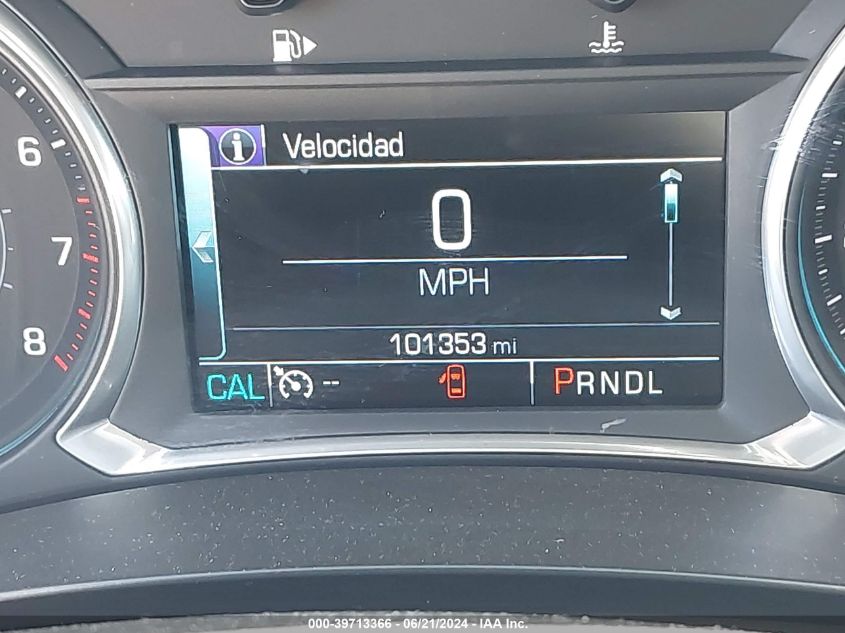 6
7
8
Velocidad
0
MPH
101353 mi
CAL -- PRNDL
000-39713366 - 06/21/2024 - IAA Inc.